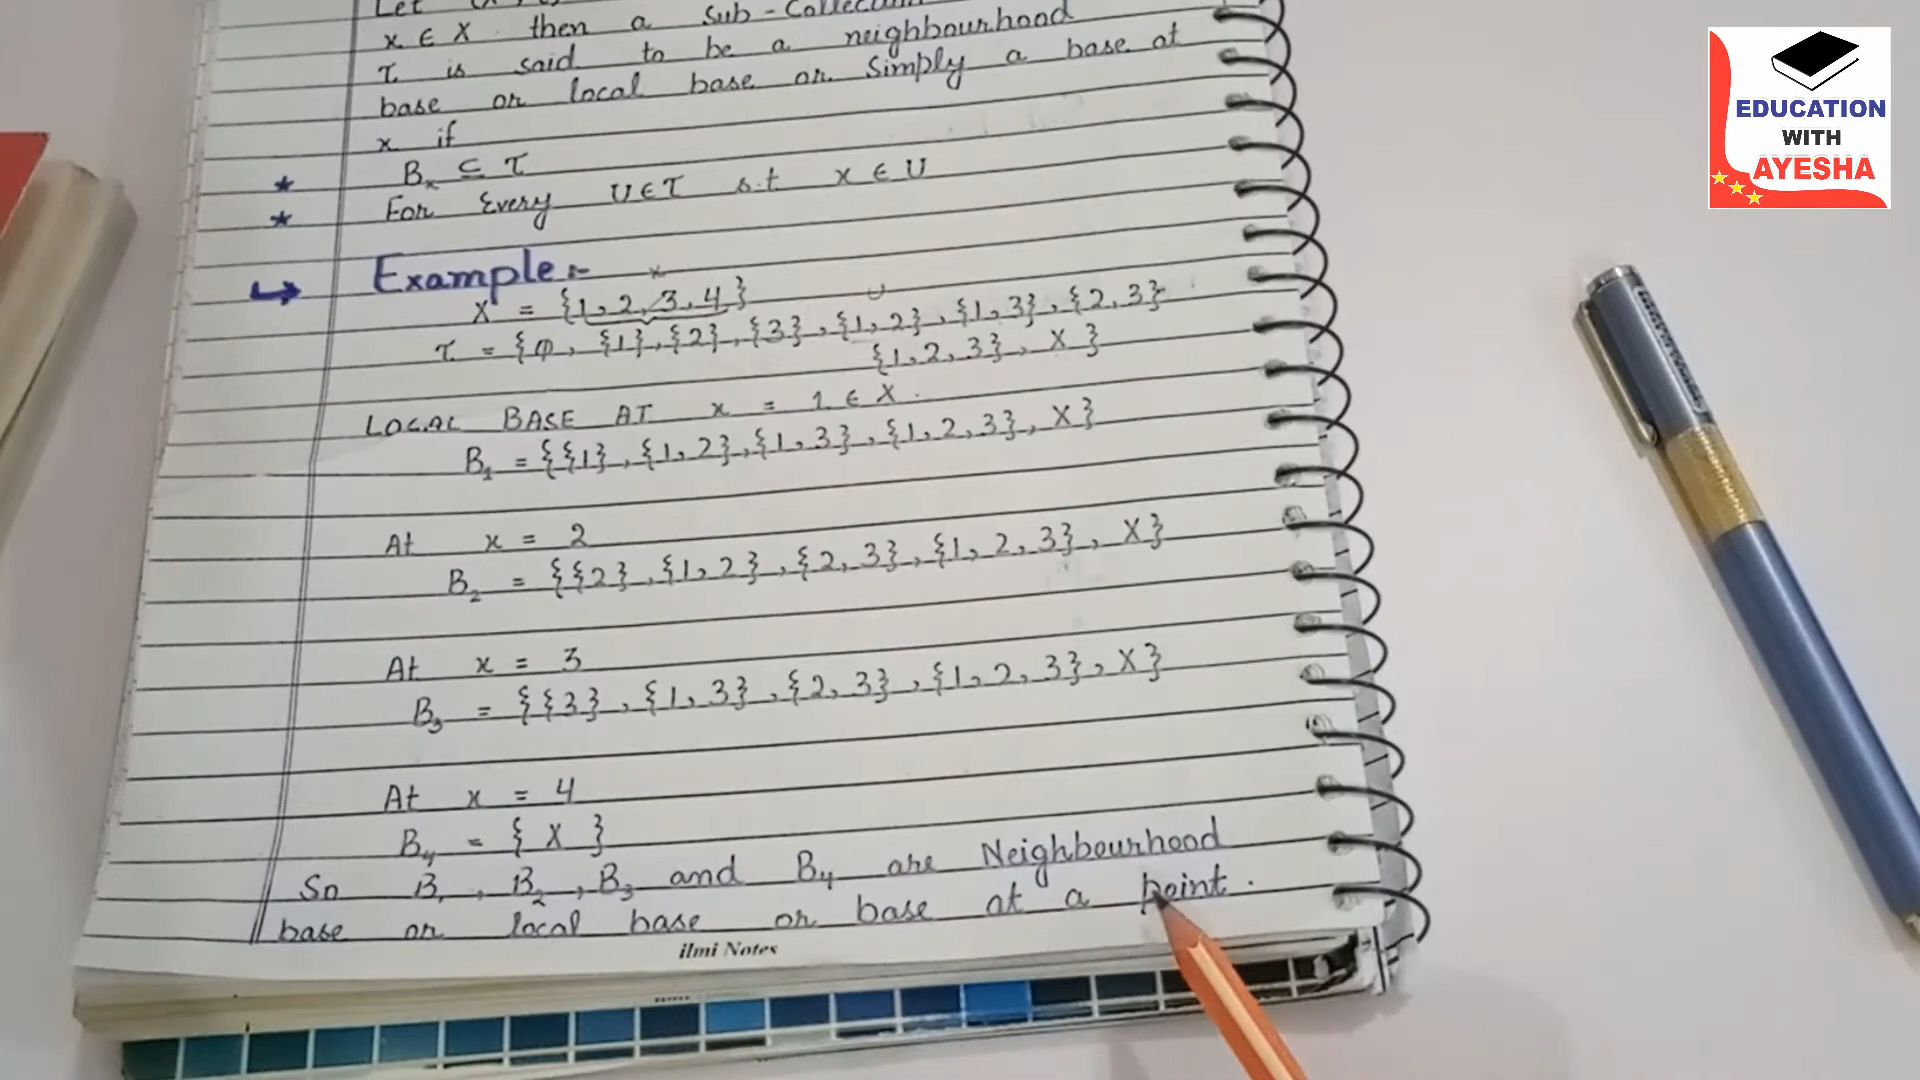 Let
x ∈ X then a Sub-Collection
τ is said to be a neighbourhood
base or local base or Simply a base at
x if
* Bₓ ⊆ τ
* For Every U∈τ s.t x ∈ U
↪ Example:-
X = {1, 2, 3, 4}
τ = {φ, {1}, {2}, {3}, {1, 2}, {1, 3}, {2, 3}
{1, 2, 3}, X }
LOCAL BASE AT x = 1 ∈ X.
B₁ = {{1}, {1, 2}, {1, 3}, {1, 2, 3}, X}
At x = 2
B₂ = {{2}, {1, 2}, {2, 3}, {1, 2, 3}, X}
At x = 3
B₃ = {{3}, {1, 3}, {2, 3}, {1, 2, 3}, X}
At x = 4
B₄ = { X }
So B₁, B₂, B₃ and B₄ are Neighbourhood
base or local base or base at a point.
ilmi Notes
EDUCATION
WITH
AYESHA